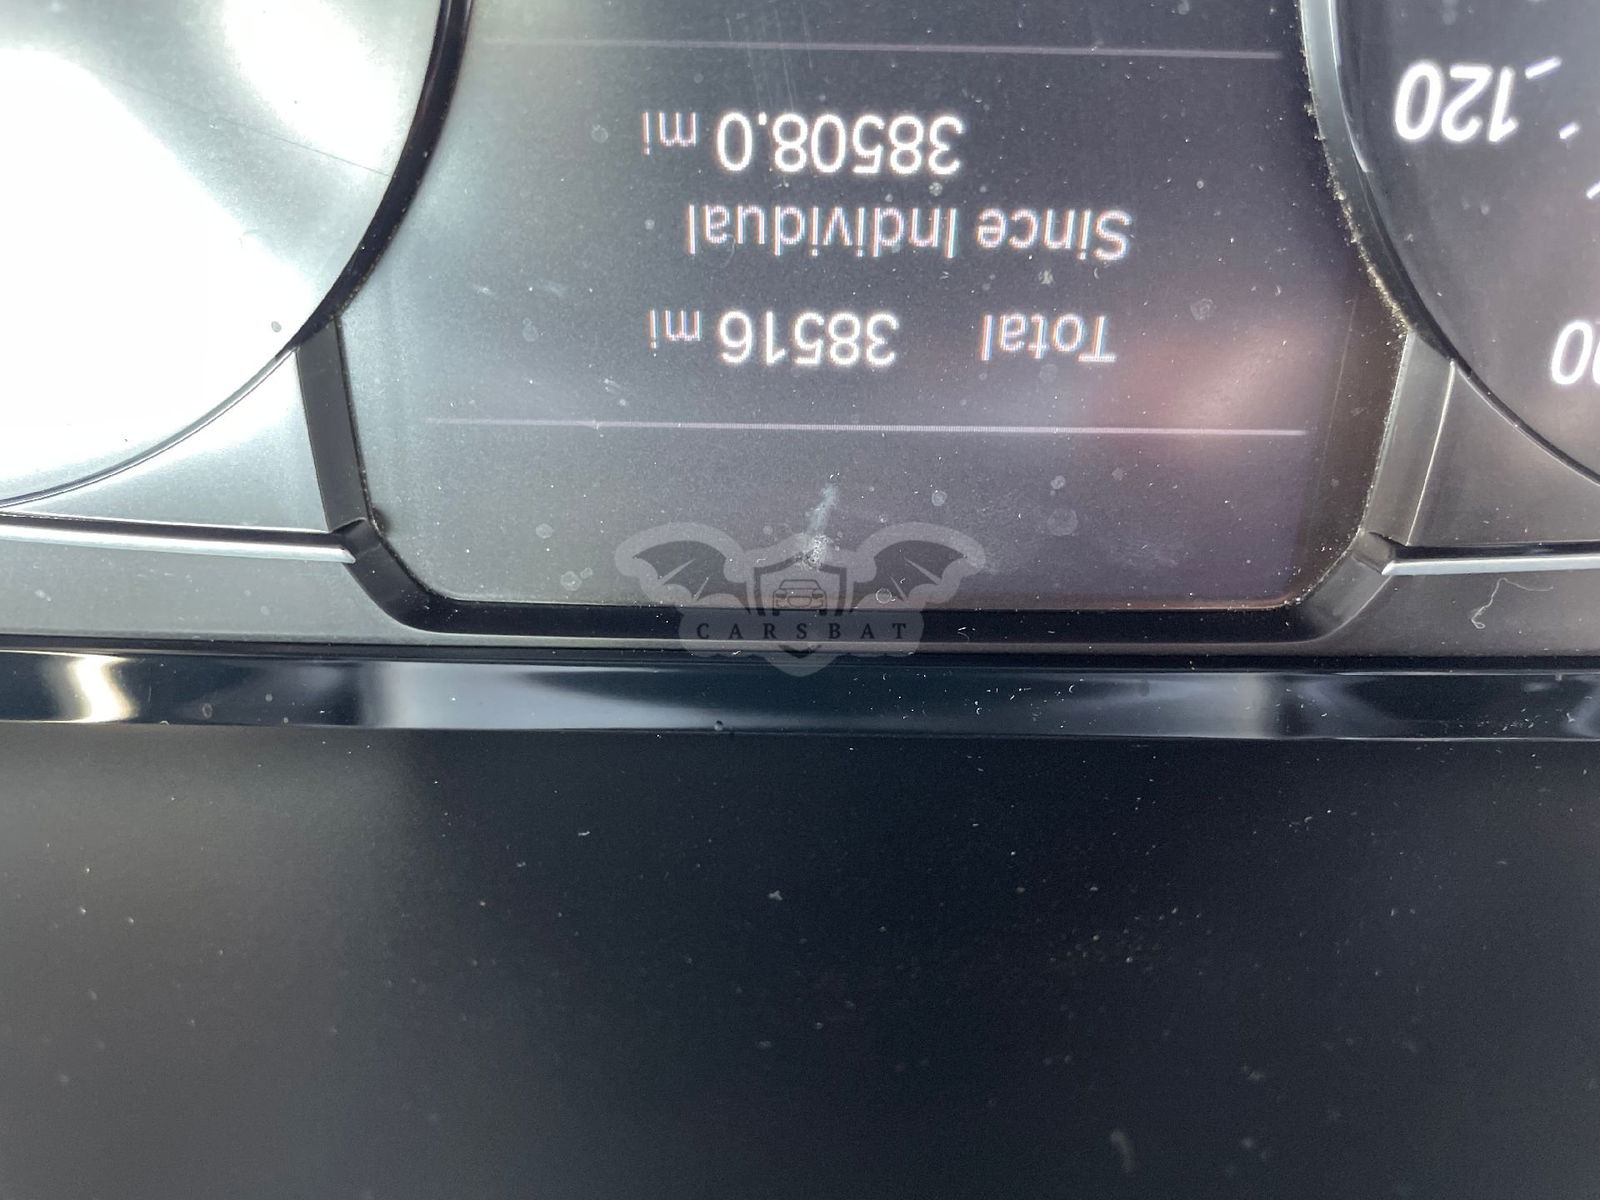 Total 38516 mi
Since Individual
38508.0 mi
120
CARSBAT